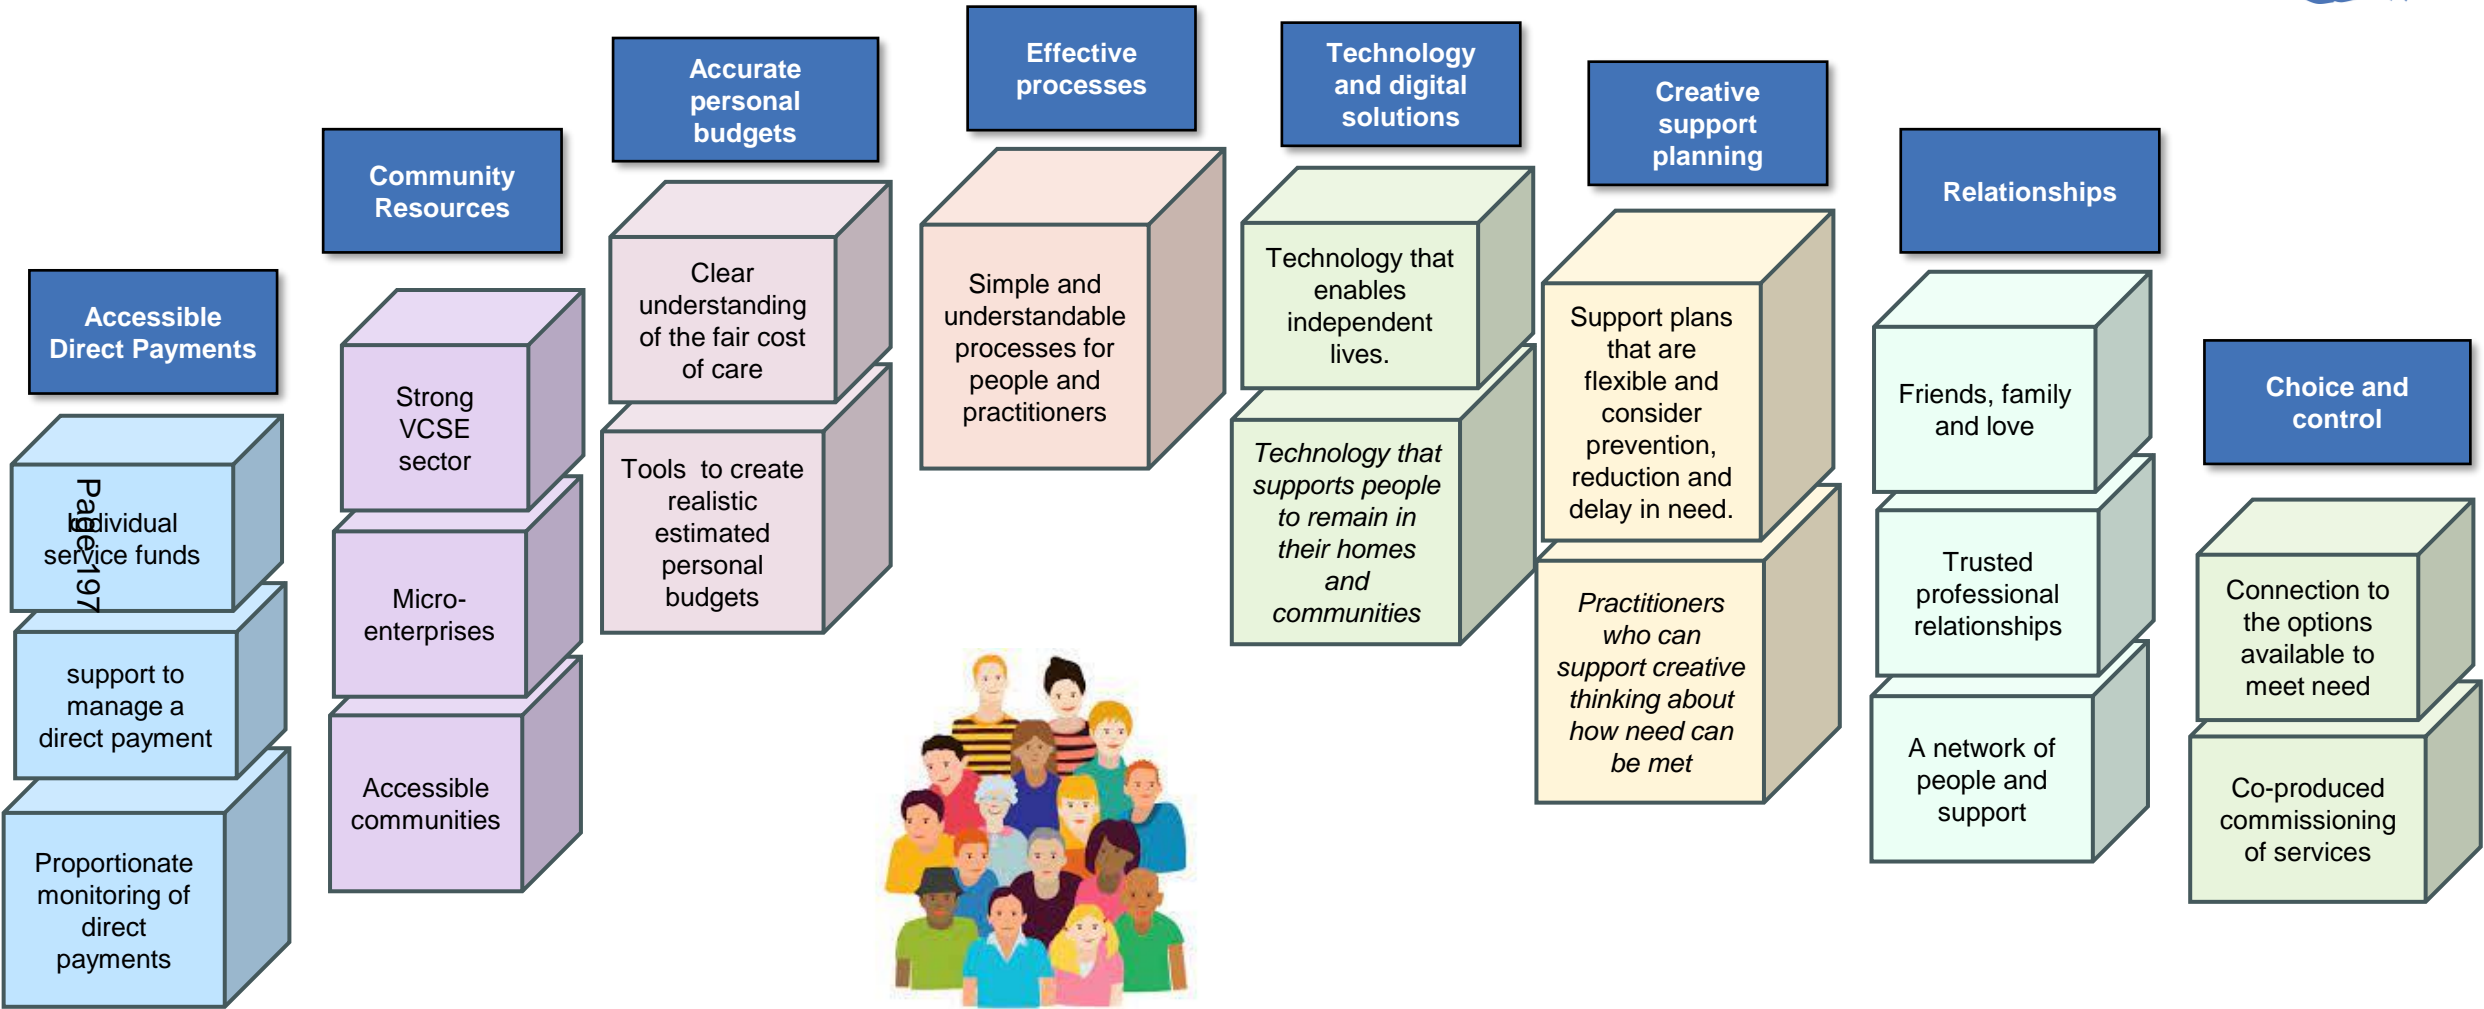 Accessible
Direct Payments
Individual
service funds
Page 197
support to
manage a
direct payment
Proportionate
monitoring of
direct
payments
Community
Resources
Strong
VCSE
sector
Micro-
enterprises
Accessible
communities
Accurate
personal
budgets
Clear
understanding
of the fair cost
of care
Tools to create
realistic
estimated
personal
budgets
Effective
processes
Simple and
understandable
processes for
people and
practitioners
Technology
and digital
solutions
Technology that
enables
independent
lives.
Technology that
supports people
to remain in
their homes
and
communities
Creative
support
planning
Support plans
that are
flexible and
consider
prevention,
reduction and
delay in need.
Practitioners
who can
support creative
thinking about
how need can
be met
Relationships
Friends, family
and love
Trusted
professional
relationships
A network of
people and
support
Choice and
control
Connection to
the options
available to
meet need
Co-produced
commissioning
of services